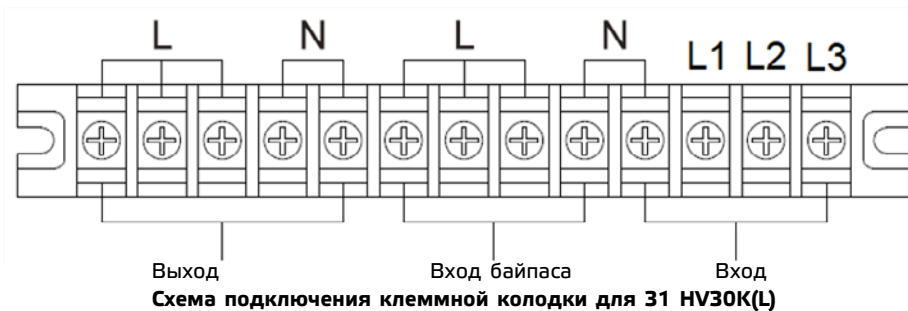 L N L N L1 L2 L3
Выход Вход байпаса Вход
Схема подключения клеммной колодки для 31 HV30K(L)